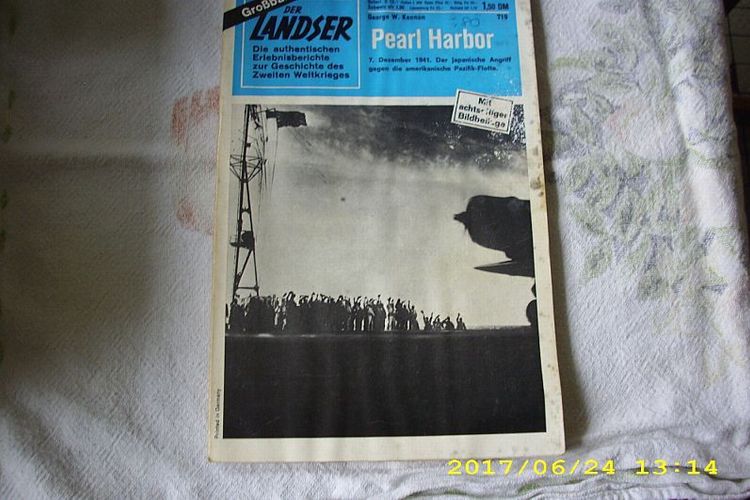 Großba
DER
LANDSER
Die authentischen
Erlebnisberichte
zur Geschichte des
Zweiten Weltkrieges
1,50 DM
George W. Kennon
719
Pearl Harbor
7. Dezember 1941. Der japanische Angriff
gegen die amerikanische Pazifik-Flotte.
Mit
achtseitiger
Bildbeilage
Printed in Germany
2017/06/24 13:14